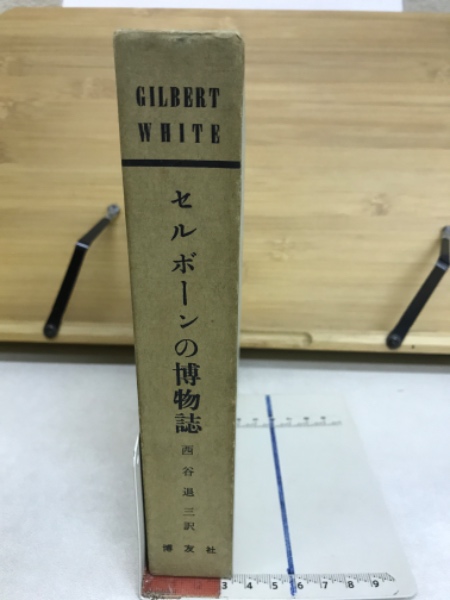 GILBERT
WHITE
セルボーンの博物誌
西谷退三訳
博友社
3 4 5 6 7 8 9